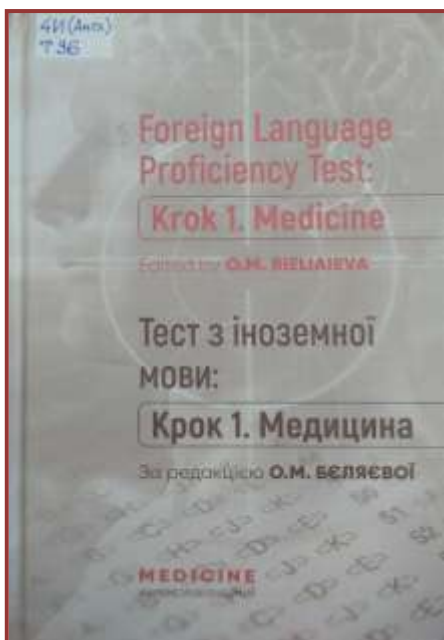 4И(Англ)
Т36
Foreign Language
Proficiency Test:
Krok 1. Medicine
Edited by O.M. BIELIAIEVA
Тест з іноземної
мови:
Крок 1. Медицина
За редакцією О.М. БЄЛЯЄВОЇ
MEDICINE